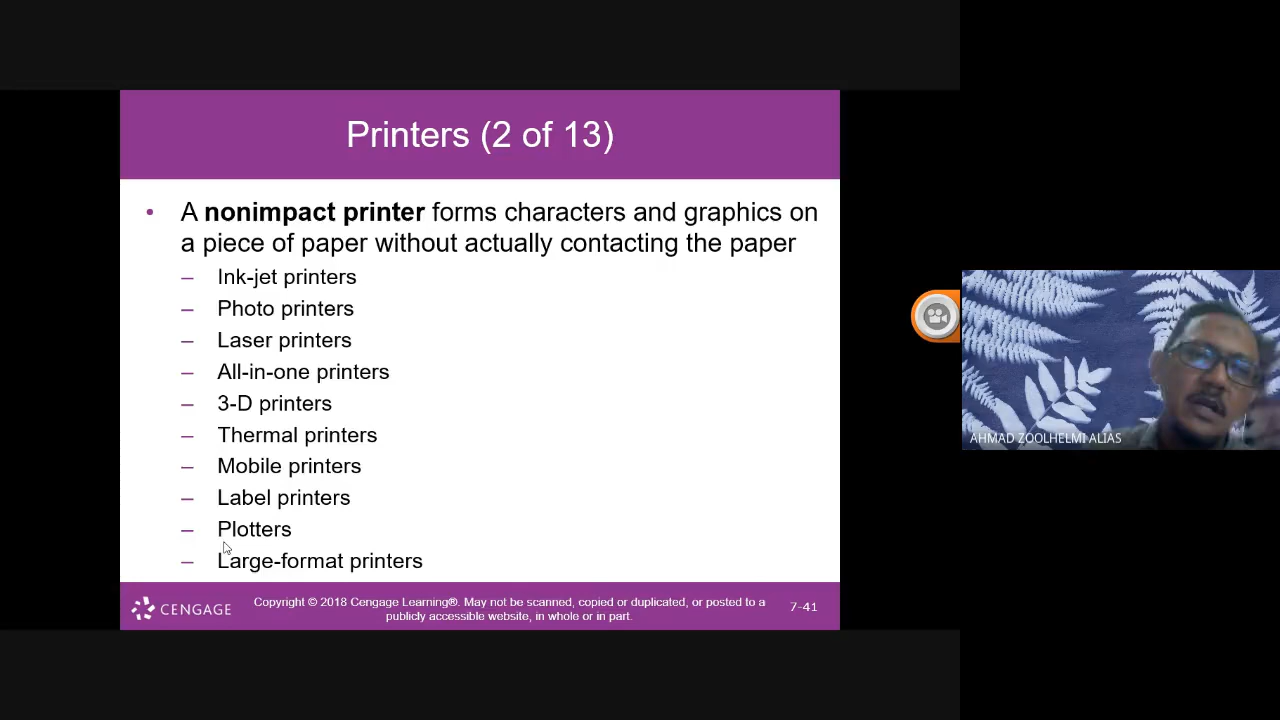 Printers (2 of 13)
• A nonimpact printer forms characters and graphics on
a piece of paper without actually contacting the paper
– Ink-jet printers
– Photo printers
– Laser printers
– All-in-one printers
– 3-D printers
– Thermal printers
– Mobile printers
– Label printers
– Plotters
– Large-format printers
CENGAGE
Copyright © 2018 Cengage Learning®. May not be scanned, copied or duplicated, or posted to a
publicly accessible website, in whole or in part.
7-41
AHMAD ZOOLHELMI ALIAS